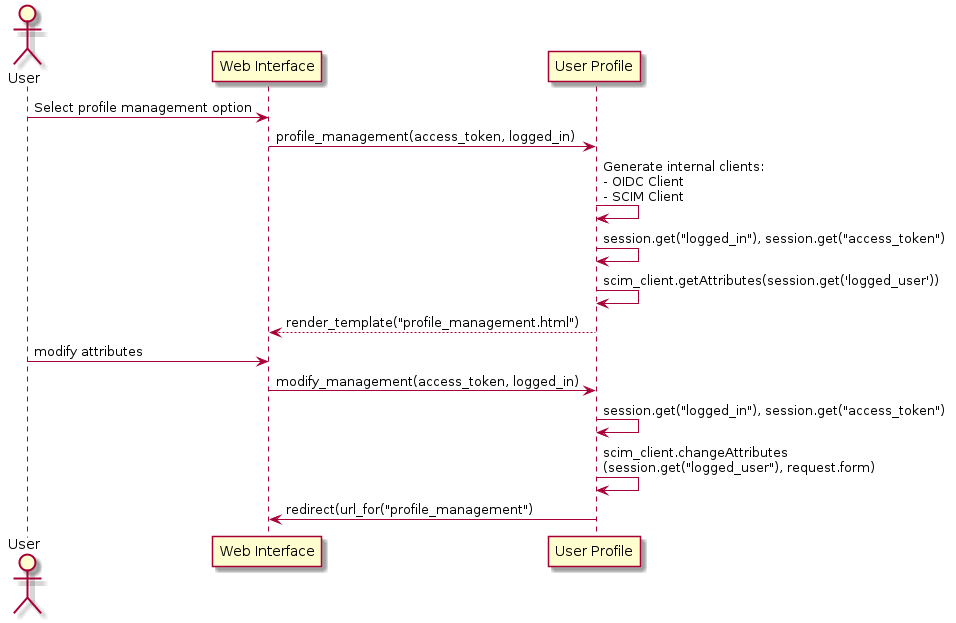 User
Web Interface
User Profile
Select profile management option
profile_management(access_token, logged_in)
Generate internal clients:
- OIDC Client
- SCIM Client
session.get("logged_in"), session.get("access_token")
scim_client.getAttributes(session.get('logged_user'))
render_template("profile_management.html")
modify attributes
modify_management(access_token, logged_in)
session.get("logged_in"), session.get("access_token")
scim_client.changeAttributes
(session.get("logged_user"), request.form)
redirect(url_for("profile_management")
User
Web Interface
User Profile